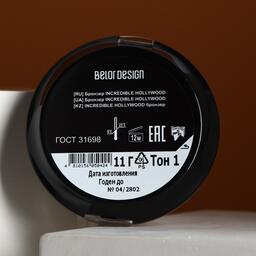 BelorDesign
[RU] Бронзер INCREDIBLE HOLLYWOOD
[UA] Бронзер INCREDIBLE HOLLYWOOD
[KZ] INCREDIBLE HOLLYWOOD Бронзер
12M EAC
ГОСТ 31698
11 Г PS Тон 1
Дата изготовления
Годен до
№ 04/2802